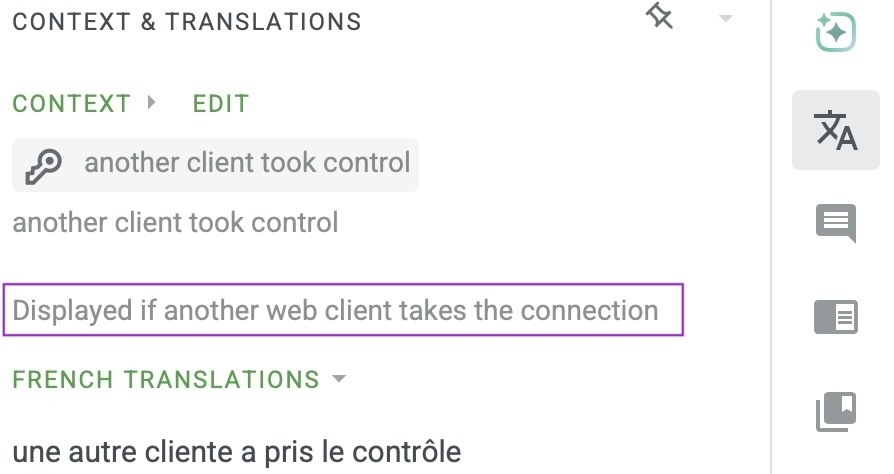 CONTEXT & TRANSLATIONS
CONTEXT EDIT
another client took control
another client took control
Displayed if another web client takes the connection
FRENCH TRANSLATIONS
une autre cliente a pris le contrôle